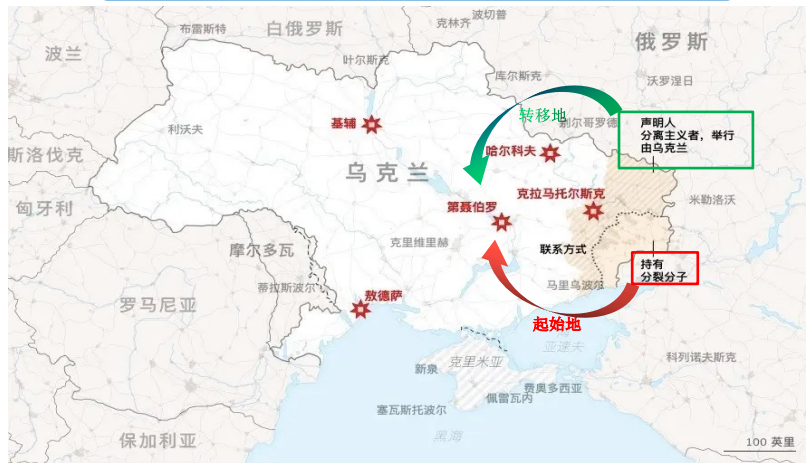 波切普
布雷斯特
白俄罗斯
克林齐
俄罗斯
波兰
叶尔斯克
库尔斯克
沃罗涅日
转移地
别尔哥罗德
声明人
分离主义者，举行
由乌克兰
基辅
利沃夫
哈尔科夫
斯洛伐克
乌克兰
克拉马托尔斯克
米勒洛沃
匈牙利
第聂伯罗
摩尔多瓦
克里维里赫
联系方式
持有
分裂分子
蒂拉斯波尔
马里乌波尔
罗马尼亚
敖德萨
起始地
亚速夫
克里米亚
科列诺夫斯克
新泉
费奥多西亚
佩雷瓦内
塞瓦斯托波尔
保加利亚
黑海
100 英里